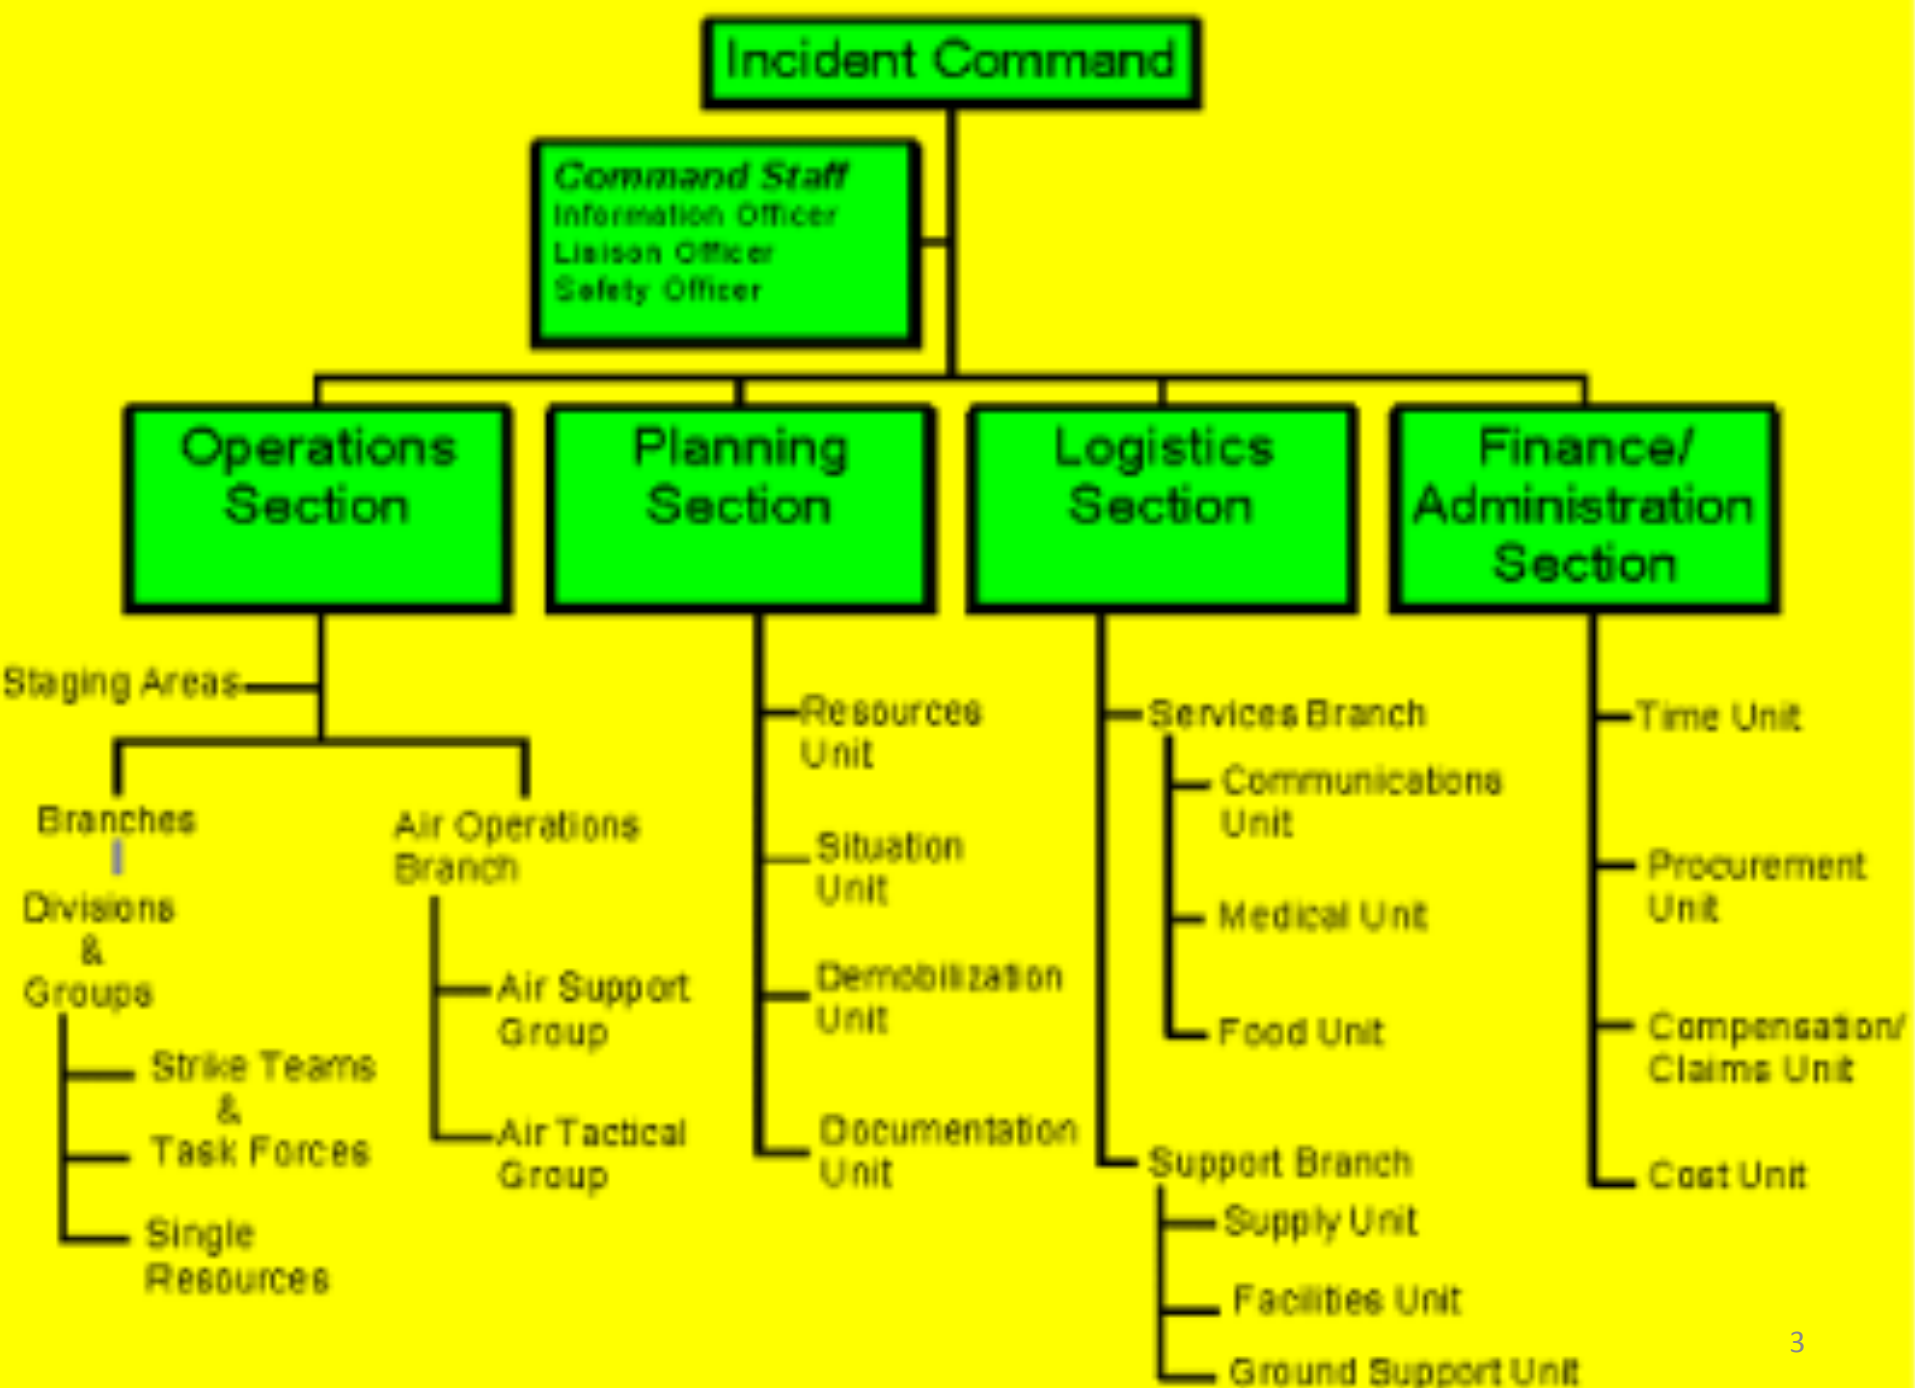 Incident Command
Command Staff
Information Officer
Liaison Officer
Safety Officer
Operations
Section
Planning
Section
Logistics
Section
Finance/
Administration
Section
Staging Areas
Branches
Divisions
&
Groups
Strike Teams
&
Task Forces
Single
Resources
Air Operations
Branch
Air Support
Group
Air Tactical
Group
Resources
Unit
Situation
Unit
Demobilization
Unit
Documentation
Unit
Services Branch
Communications
Unit
Medical Unit
Food Unit
Support Branch
Supply Unit
Facilities Unit
Ground Support Unit
Time Unit
Procurement
Unit
Compensation/
Claims Unit
Cost Unit
3